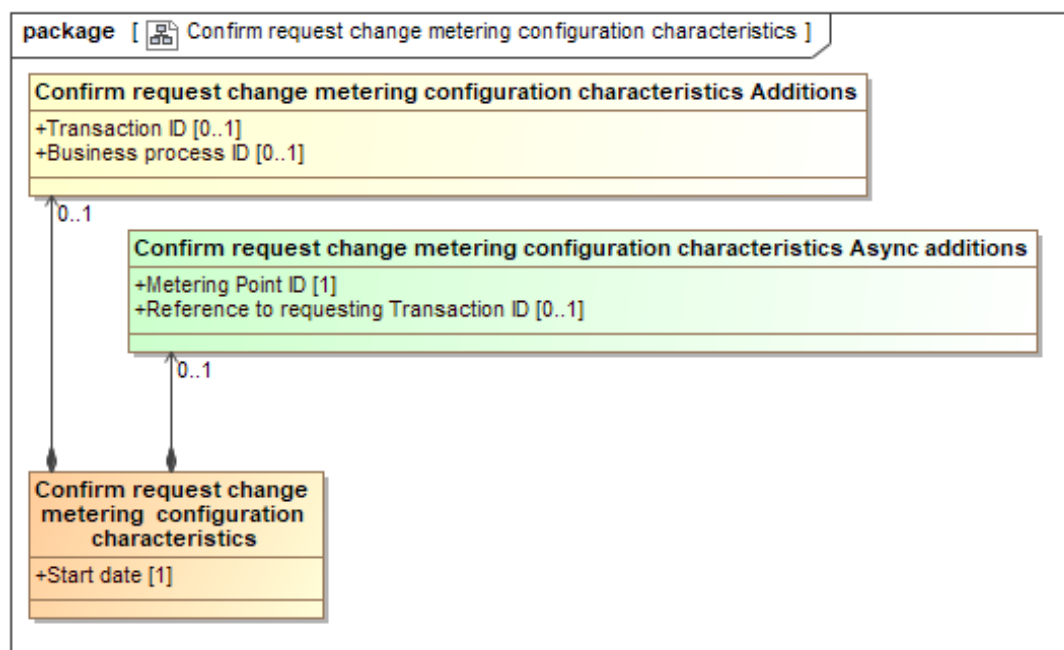 package [ Confirm request change metering configuration characteristics ]
Confirm request change metering configuration characteristics Additions
+Transaction ID [0..1]
+Business process ID [0..1]
0..1
Confirm request change metering configuration characteristics Async additions
+Metering Point ID [1]
+Reference to requesting Transaction ID [0..1]
0..1
Confirm request change
metering configuration
characteristics
+Start date [1]